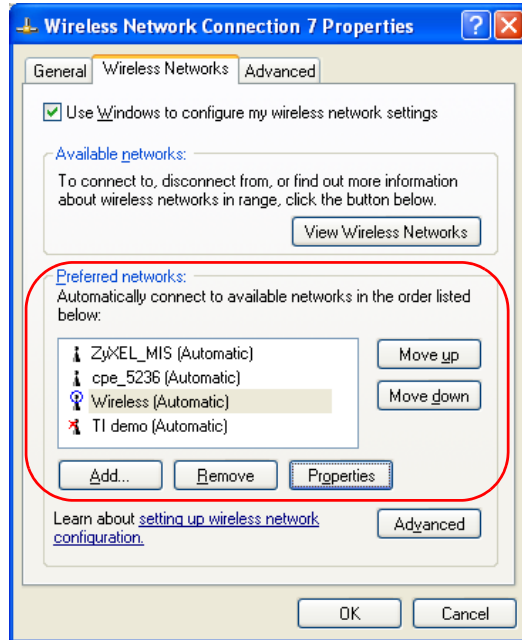 Wireless Network Connection 7 Properties
General Wireless Networks Advanced
Use Windows to configure my wireless network settings
Available networks:
To connect to, disconnect from, or find out more information
about wireless networks in range, click the button below.
View Wireless Networks
Preferred networks:
Automatically connect to available networks in the order listed
below:
ZyXEL_MIS (Automatic)
Move up
cpe_5236 (Automatic)
Wireless (Automatic)
Move down
TI demo (Automatic)
Add... Remove Properties
Learn about setting up wireless network
configuration.
Advanced
OK Cancel